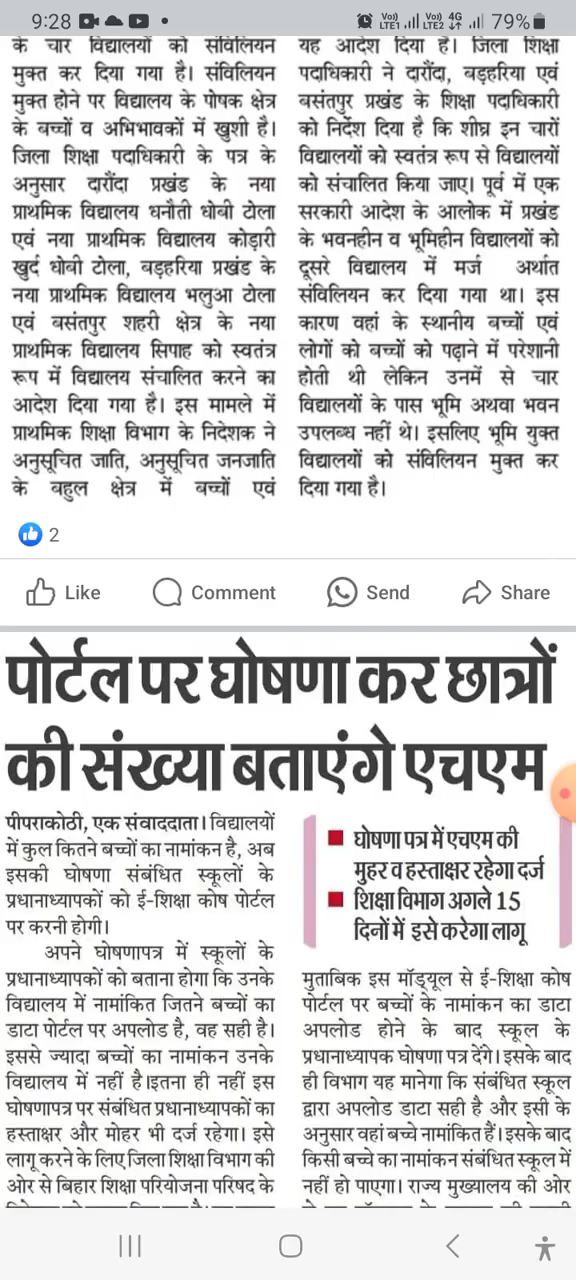 9:28
Vo)) LTE1 Vo)) LTE2 4G 79%
के चार विद्यालयों को संविलियन
मुक्त कर दिया गया है। संविलियन
मुक्त होने पर विद्यालय के पोषक क्षेत्र
के बच्चों व अभिभावकों में खुशी है।
जिला शिक्षा पदाधिकारी के पत्र के
अनुसार दारौंदा प्रखंड के नया
प्राथमिक विद्यालय धनौती धोबी टोला
एवं नया प्राथमिक विद्यालय कोड़ारी
खुर्द धोबी टोला, बड़हरिया प्रखंड के
नया प्राथमिक विद्यालय भलुआ टोला
एवं बसंतपुर शहरी क्षेत्र के नया
प्राथमिक विद्यालय सिपाह को स्वतंत्र
रूप में विद्यालय संचालित करने का
आदेश दिया गया है। इस मामले में
प्राथमिक शिक्षा विभाग के निदेशक ने
अनुसूचित जाति, अनुसूचित जनजाति
के बहुल क्षेत्र में बच्चों एवं
यह आदेश दिया है। जिला शिक्षा
पदाधिकारी ने दारौंदा, बड़हरिया एवं
बसंतपुर प्रखंड के शिक्षा पदाधिकारी
को निर्देश दिया है कि शीघ्र इन चारों
विद्यालयों को स्वतंत्र रूप से विद्यालयों
को संचालित किया जाए। पूर्व में एक
सरकारी आदेश के आलोक में प्रखंड
के भवनहीन व भूमिहीन विद्यालयों को
दूसरे विद्यालय में मर्ज अर्थात
संविलियन कर दिया गया था। इस
कारण वहां के स्थानीय बच्चों एवं
लोगों को बच्चों को पढ़ाने में परेशानी
होती थी लेकिन उनमें से चार
विद्यालयों के पास भूमि अथवा भवन
उपलब्ध नहीं थे। इसलिए भूमि युक्त
विद्यालयों को संविलियन मुक्त कर
दिया गया है।
2
Like Comment Send Share
पोर्टल पर घोषणा कर छात्रों
की संख्या बताएंगे एचएम
पीपराकोठी, एक संवाददाता। विद्यालयों
में कुल कितने बच्चों का नामांकन है, अब
इसकी घोषणा संबंधित स्कूलों के
प्रधानाध्यापकों को ई-शिक्षा कोष पोर्टल
पर करनी होगी।
अपने घोषणापत्र में स्कूलों के
प्रधानाध्यापकों को बताना होगा कि उनके
विद्यालय में नामांकित जितने बच्चों का
डाटा पोर्टल पर अपलोड है, वह सही है।
इससे ज्यादा बच्चों का नामांकन उनके
विद्यालय में नहीं है।इतना ही नहीं इस
घोषणापत्र पर संबंधित प्रधानाध्यापकों का
हस्ताक्षर और मोहर भी दर्ज रहेगा। इसे
लागू करने के लिए जिला शिक्षा विभाग की
ओर से बिहार शिक्षा परियोजना परिषद के
घोषणा पत्र में एचएम की
मुहर व हस्ताक्षर रहेगा दर्ज
शिक्षा विभाग अगले 15
दिनों में इसे करेगा लागू
मुताबिक इस मॉड्यूल से ई-शिक्षा कोष
पोर्टल पर बच्चों के नामांकन का डाटा
अपलोड होने के बाद स्कूल के
प्रधानाध्यापक घोषणा पत्र देंगे। इसके बाद
ही विभाग यह मानेगा कि संबंधित स्कूल
द्वारा अपलोड डाटा सही है और इसी के
अनुसार वहां बच्चे नामांकित हैं। इसके बाद
किसी बच्चे का नामांकन संबंधित स्कूल में
नहीं हो पाएगा। राज्य मुख्यालय की ओर